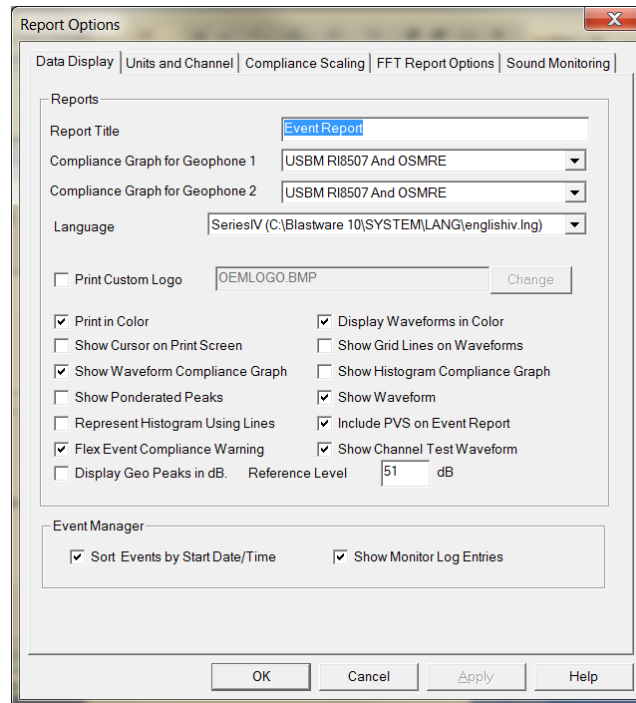 Report Options
Data Display Units and Channel Compliance Scaling FFT Report Options Sound Monitoring
Reports
Report Title Event Report
Compliance Graph for Geophone 1 USBM RI8507 And OSMRE
Compliance Graph for Geophone 2 USBM RI8507 And OSMRE
Language SeriesIV (C:\Blastware 10\SYSTEM\LANG\englishiv.lng)
Print Custom Logo OEMLOGO.BMP Change
Print in Color Display Waveforms in Color
Show Cursor on Print Screen Show Grid Lines on Waveforms
Show Waveform Compliance Graph Show Histogram Compliance Graph
Show Ponderated Peaks Show Waveform
Represent Histogram Using Lines Include PVS on Event Report
Flex Event Compliance Warning Show Channel Test Waveform
Display Geo Peaks in dB. Reference Level 51 dB
Event Manager
Sort Events by Start Date/Time Show Monitor Log Entries
OK Cancel Apply Help